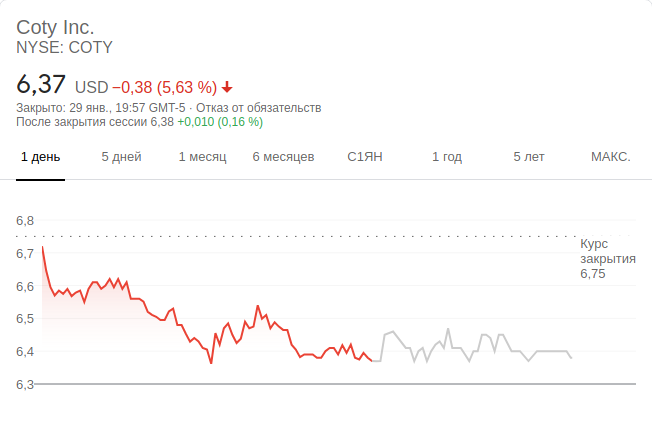 Coty Inc.
NYSE: COTY
6,37 USD −0,38 (5,63 %)
Закрыто: 29 янв., 19:57 GMT-5 · Отказ от обязательств
После закрытия сессии 6,38 +0,010 (0,16 %)
1 день 5 дней 1 месяц 6 месяцев С1ЯН 1 год 5 лет МАКС.
6,8
Курс
закрытия
6,75
6,7
6,6
6,5
6,4
6,3